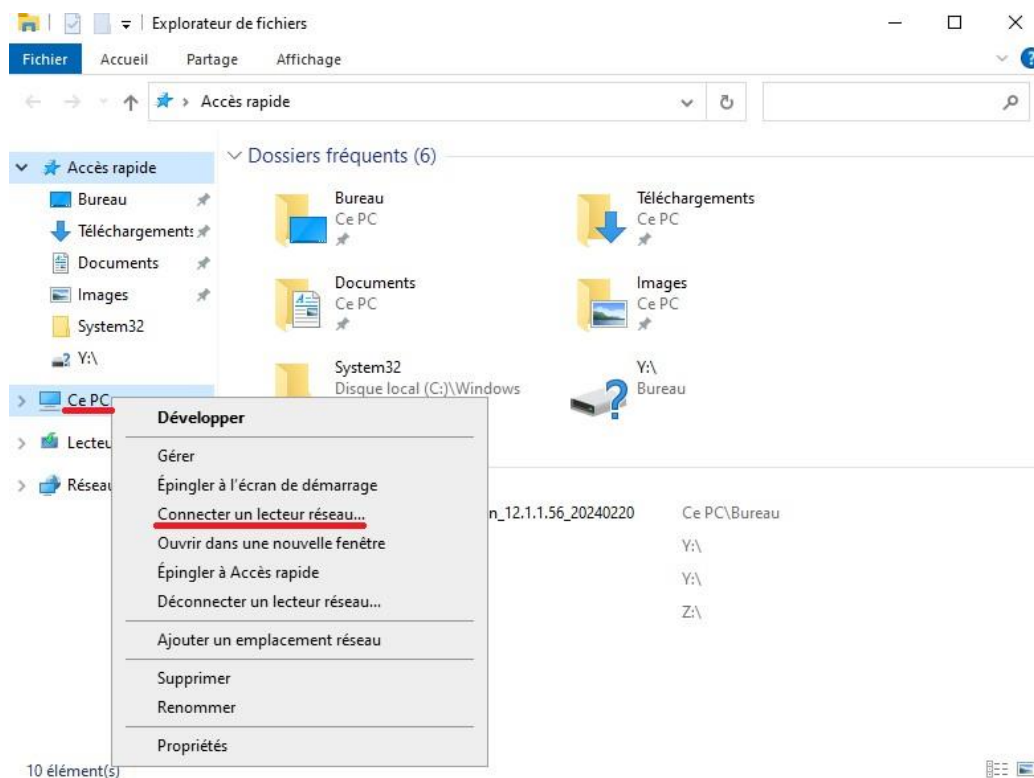 Explorateur de fichiers
Fichier Accueil Partage Affichage
?
Accès rapide
Accès rapide
Bureau
Téléchargements
Documents
Images
System32
Y:\
Ce PC
Lecteu
Réseau
Dossiers fréquents (6)
Bureau
Ce PC
Téléchargements
Ce PC
Documents
Ce PC
Images
Ce PC
System32
Disque local (C:)\Windows
Y:\
Bureau
Développer
Gérer
Épingler à l'écran de démarrage
Connecter un lecteur réseau...
Ouvrir dans une nouvelle fenêtre
Épingler à Accès rapide
Déconnecter un lecteur réseau...
Ajouter un emplacement réseau
Supprimer
Renommer
Propriétés
n_12.1.1.56_20240220 Ce PC\Bureau
Y:\
Y:\
Z:\
10 élément(s)